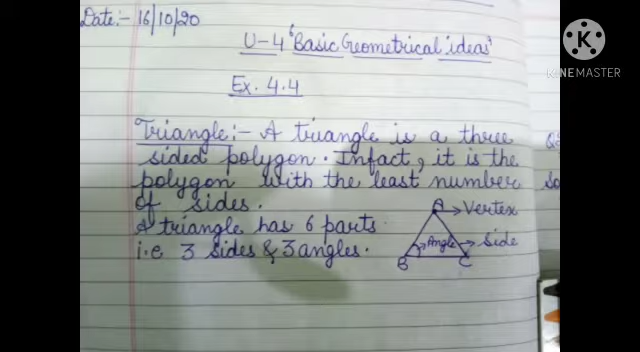 Date:- 16/10/20
U-4 "Basic Geometrical ideas"
Ex. 4.4
Triangle:- A triangle is a three
sided polygon. Infact, it is the
polygon with the least number
of sides.
A triangle has 6 parts
i.e 3 sides & 3 angles.
A → Vertex
Angle → Side
B C
KINEMASTER